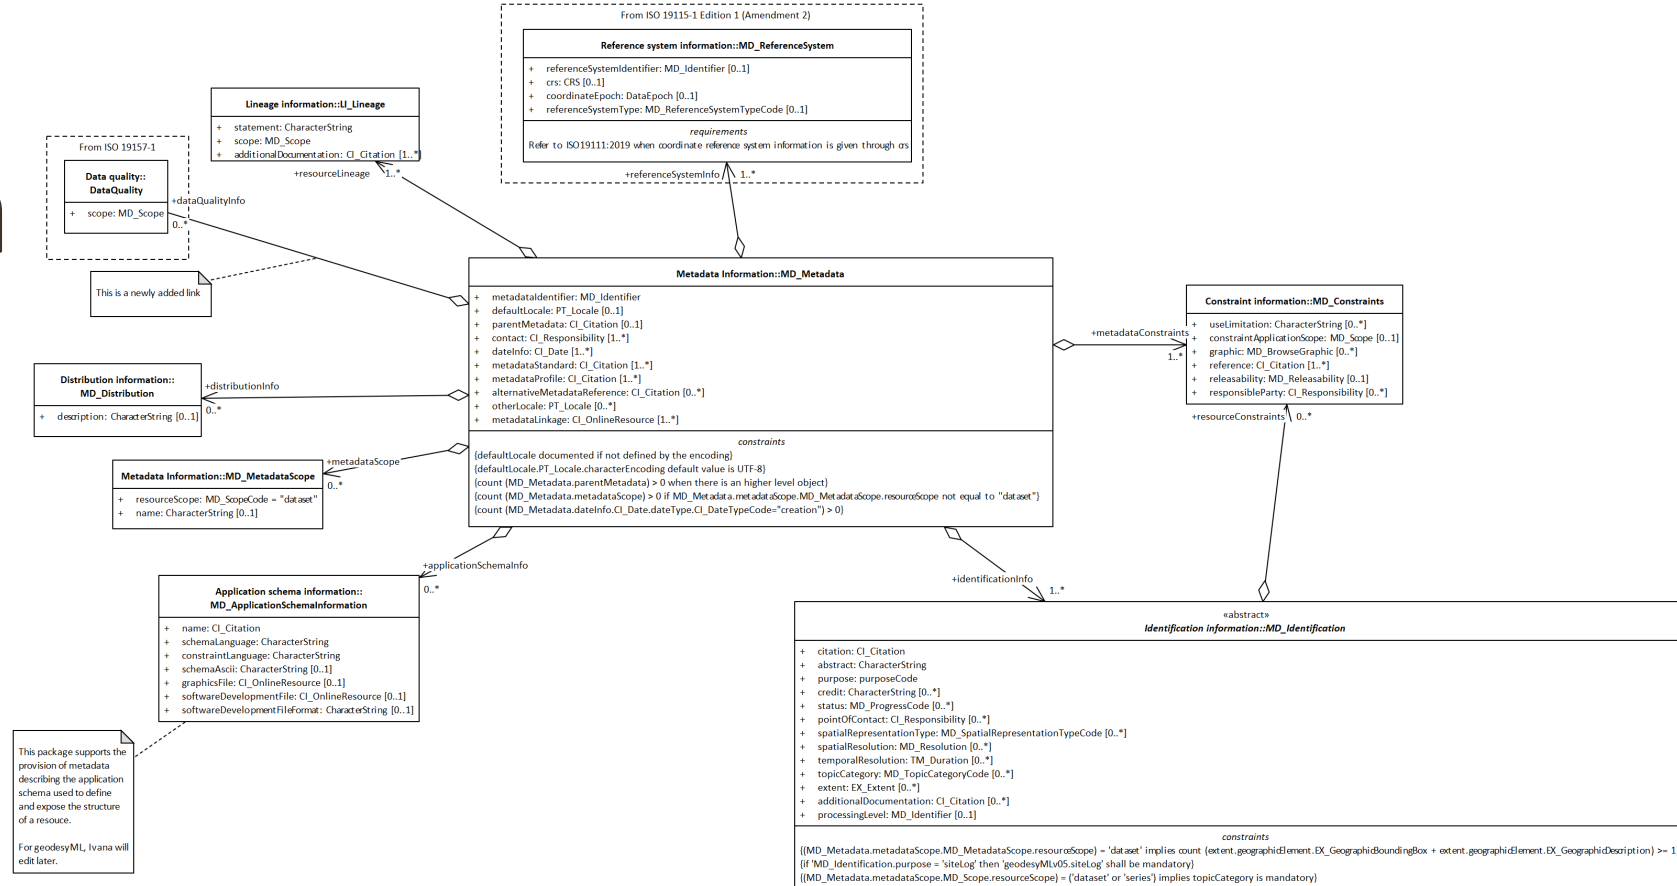 From ISO 19115-1 Edition 1 (Amendment 2)
Reference system information::MD_ReferenceSystem
+ referenceSystemIdentifier: MD_Identifier [0..1]
+ crs: CRS [0..1]
+ coordinateEpoch: DataEpoch [0..1]
+ referenceSystemType: MD_ReferenceSystemTypeCode [0..1]
requirements
Refer to ISO19111:2019 when coordinate reference system information is given through crs
+referenceSystemInfo 1..*
Lineage information::LI_Lineage
+ statement: CharacterString
+ scope: MD_Scope
+ additionalDocumentation: CI_Citation [1..*]
+resourceLineage 1..*
From ISO 19157-1
Data quality::
DataQuality
+ scope: MD_Scope
+dataQualityInfo
0..*
This is a newly added link
Metadata Information::MD_Metadata
+ metadataIdentifier: MD_Identifier
+ defaultLocale: PT_Locale [0..1]
+ parentMetadata: CI_Citation [0..1]
+ contact: CI_Responsibility [1..*]
+ dateInfo: CI_Date [1..*]
+ metadataStandard: CI_Citation [1..*]
+ metadataProfile: CI_Citation [1..*]
+ alternativeMetadataReference: CI_Citation [0..*]
+ otherLocale: PT_Locale [0..*]
+ metadataLinkage: CI_OnlineResource [1..*]
constraints
{defaultLocale documented if not defined by the encoding}
{defaultLocale.PT_Locale.characterEncoding default value is UTF-8}
{count (MD_Metadata.parentMetadata) > 0 when there is an higher level object}
{count (MD_Metadata.metadataScope) > 0 if MD_Metadata.metadataScope.MD_MetadataScope.resourceScope not equal to "dataset"}
{count (MD_Metadata.dateInfo.CI_Date.dateType.CI_DateTypeCode="creation") > 0}
+metadataConstraints
1..*
Constraint information::MD_Constraints
+ useLimitation: CharacterString [0..*]
+ constraintApplicationScope: MD_Scope [0..1]
+ graphic: MD_BrowseGraphic [0..*]
+ reference: CI_Citation [1..*]
+ releasability: MD_Releasability [0..1]
+ responsibleParty: CI_Responsibility [0..*]
+resourceConstraints 0..*
Distribution information::
MD_Distribution
+ description: CharacterString [0..1]
+distributionInfo
0..*
Metadata Information::MD_MetadataScope
+ resourceScope: MD_ScopeCode = "dataset"
+ name: CharacterString [0..1]
+metadataScope
0..*
+applicationSchemaInfo
0..*
Application schema information::
MD_ApplicationSchemaInformation
+ name: CI_Citation
+ schemaLanguage: CharacterString
+ constraintLanguage: CharacterString
+ schemaAscii: CharacterString [0..1]
+ graphicsFile: CI_OnlineResource [0..1]
+ softwareDevelopmentFile: CI_OnlineResource [0..1]
+ softwareDevelopmentFileFormat: CharacterString [0..1]
This package supports the
provision of metadata
describing the application
schema used to define
and expose the structure
of a resouce.
For geodesyML, Ivana will
edit later.
+identificationInfo
1..*
«abstract»
Identification information::MD_Identification
+ citation: CI_Citation
+ abstract: CharacterString
+ purpose: purposeCode
+ credit: CharacterString [0..*]
+ status: MD_ProgressCode [0..*]
+ pointOfContact: CI_Responsibility [0..*]
+ spatialRepresentationType: MD_SpatialRepresentationTypeCode [0..*]
+ spatialResolution: MD_Resolution [0..*]
+ temporalResolution: TM_Duration [0..*]
+ topicCategory: MD_TopicCategoryCode [0..*]
+ extent: EX_Extent [0..*]
+ additionalDocumentation: CI_Citation [0..*]
+ processingLevel: MD_Identifier [0..1]
constraints
{(MD_Metadata.metadataScope.MD_MetadataScope.resourceScope) = 'dataset' implies count (extent.geographicElement.EX_GeographicBoundingBox + extent.geographicElement.EX_GeographicDescription) >= 1
{if 'MD_Identification.purpose = 'siteLog' then 'geodesyMLv05.siteLog' shall be mandatory}
{(MD_Metadata.metadataScope.MD_Scope.resourceScope) = ('dataset' or 'series') implies topicCategory is mandatory}